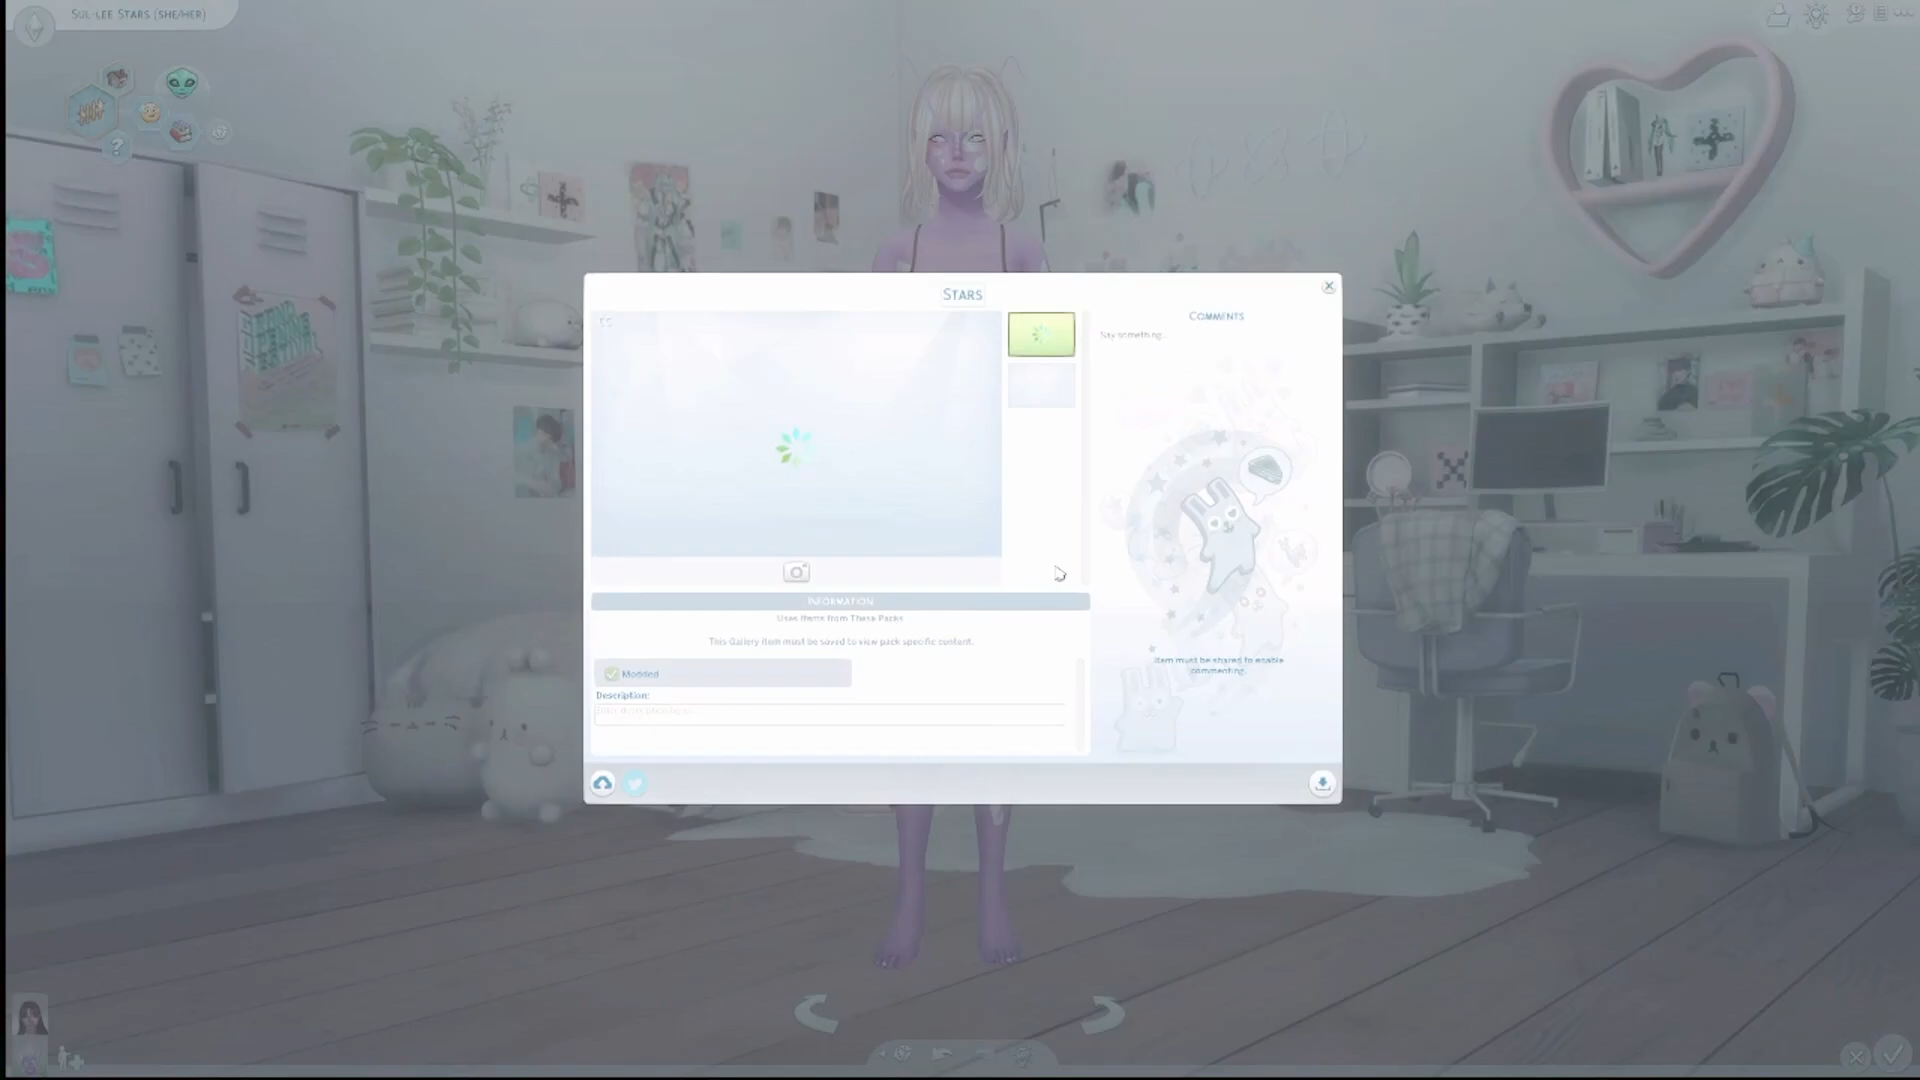 SUL-LEE STARS (SHE/HER)
STARS
COMMENTS
Say something...
INFORMATION
Uses Items from These Packs
This Gallery item must be saved to view pack specific content.
Modded
Description:
Item must be shared to enable
commenting.